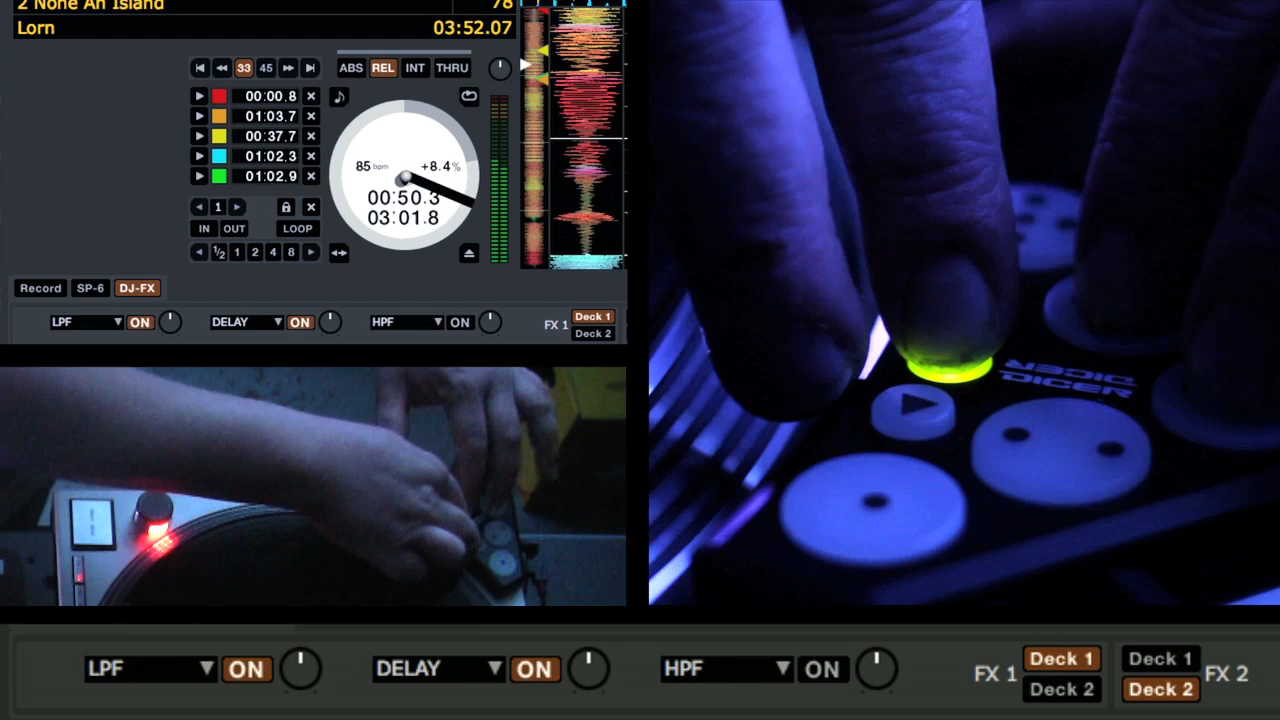 2 None An Island 78
Lorn 03:52.07
33 45 ABS REL INT THRU
00:00.8
01:03.7
00:37.7
01:02.3
01:02.9
85 bpm +8.4 %
00:50.3
03:01.8
1
IN OUT LOOP
1/2 1 2 4 8
Record SP-6 DJ-FX
LPF ON DELAY ON HPF ON FX 1 Deck 1
Deck 2
DICER
DICER
LPF ON DELAY ON HPF ON FX 1 Deck 1 Deck 1 FX 2
Deck 2 Deck 2